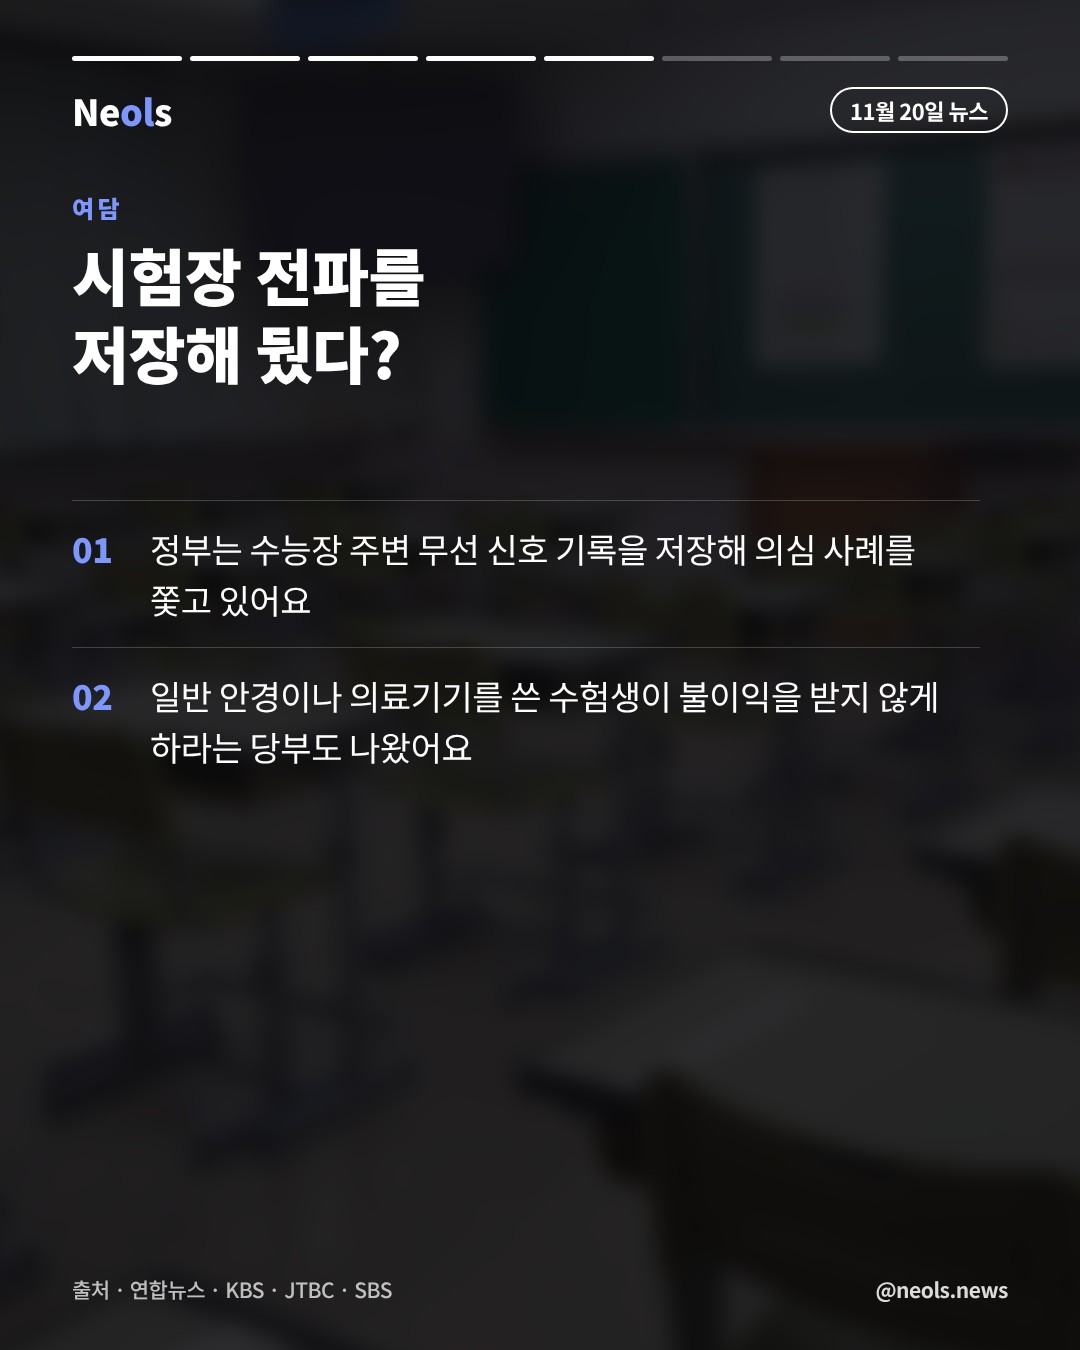 Neols
11월 20일 뉴스
여담
시험장 전파를
저장해 뒀다?
01 정부는 수능장 주변 무선 신호 기록을 저장해 의심 사례를
쫓고 있어요
02 일반 안경이나 의료기기를 쓴 수험생이 불이익을 받지 않게
하라는 당부도 나왔어요
출처 · 연합뉴스 · KBS · JTBC · SBS
@neols.news